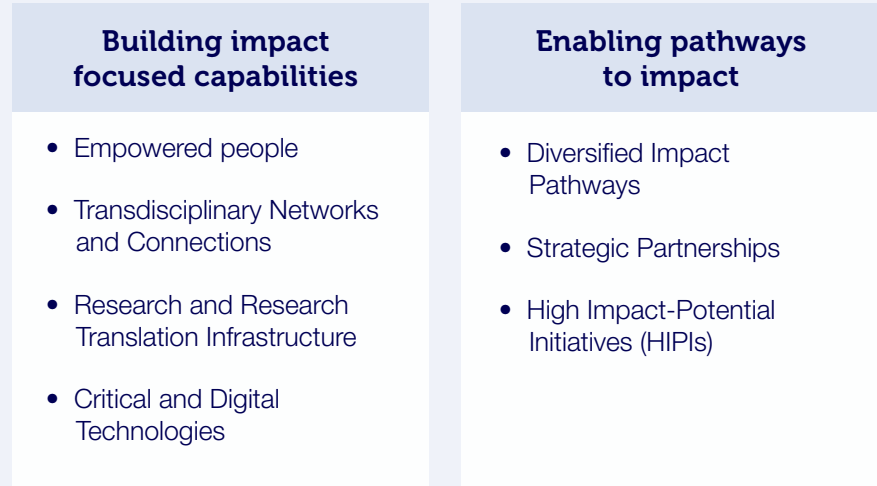 Building impact
focused capabilities
• Empowered people
• Transdisciplinary Networks
and Connections
• Research and Research
Translation Infrastructure
• Critical and Digital
Technologies
Enabling pathways
to impact
• Diversified Impact
Pathways
• Strategic Partnerships
• High Impact-Potential
Initiatives (HIPIs)